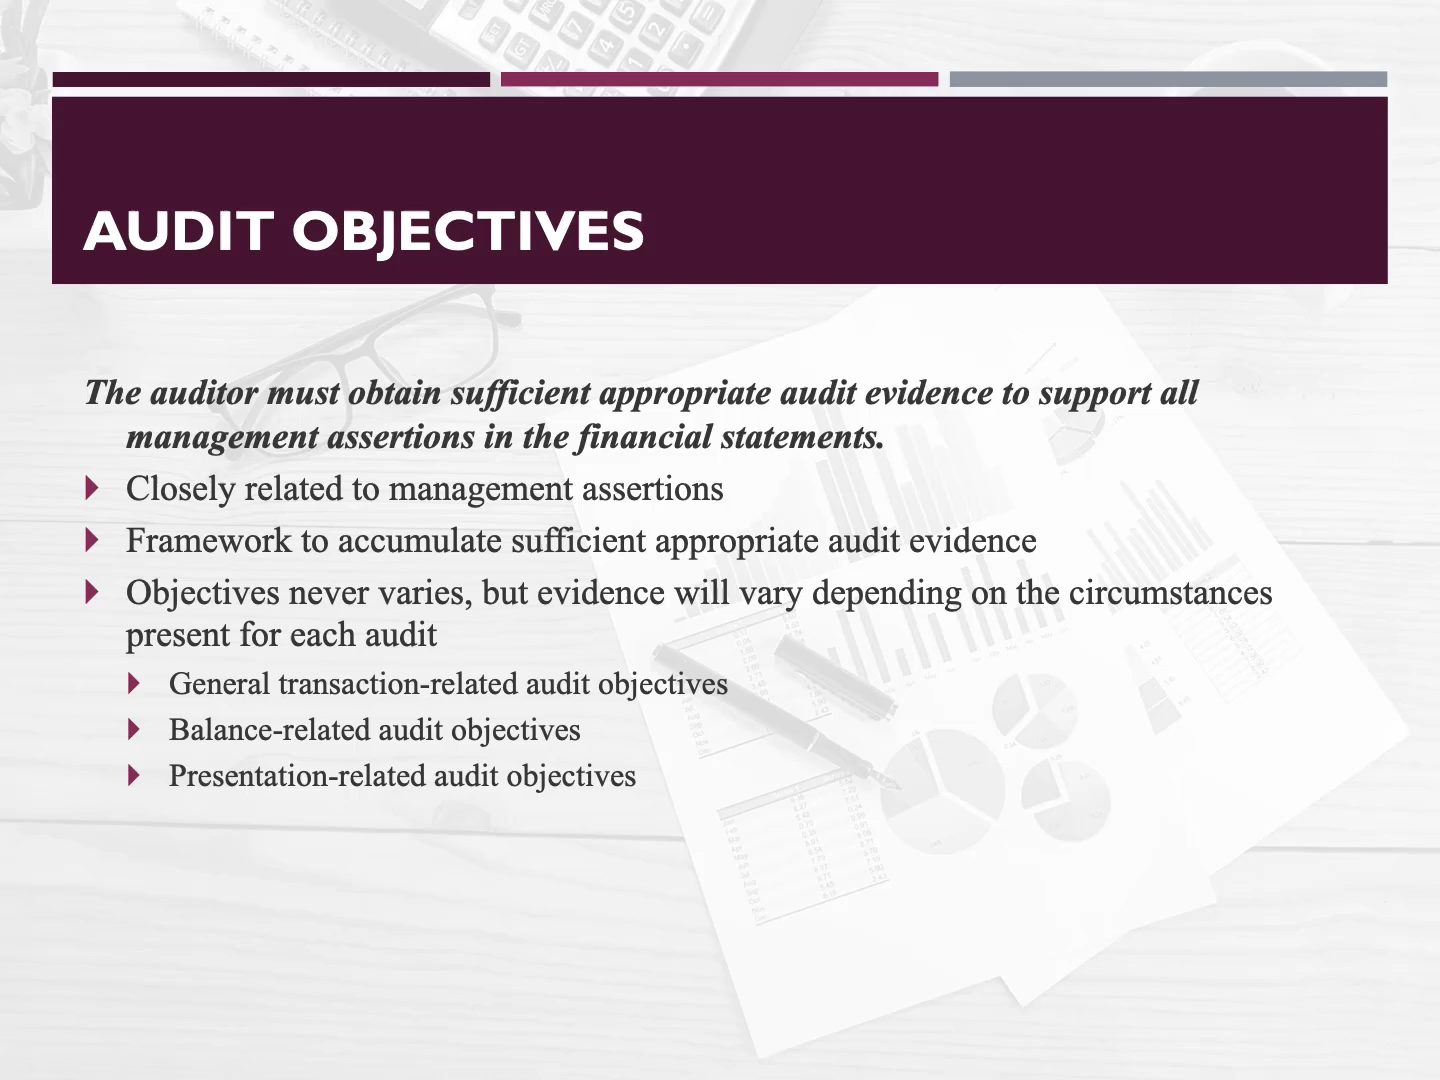 AUDIT OBJECTIVES
The auditor must obtain sufficient appropriate audit evidence to support all
management assertions in the financial statements.
Closely related to management assertions
Framework to accumulate sufficient appropriate audit evidence
Objectives never varies, but evidence will vary depending on the circumstances
present for each audit
General transaction-related audit objectives
Balance-related audit objectives
Presentation-related audit objectives